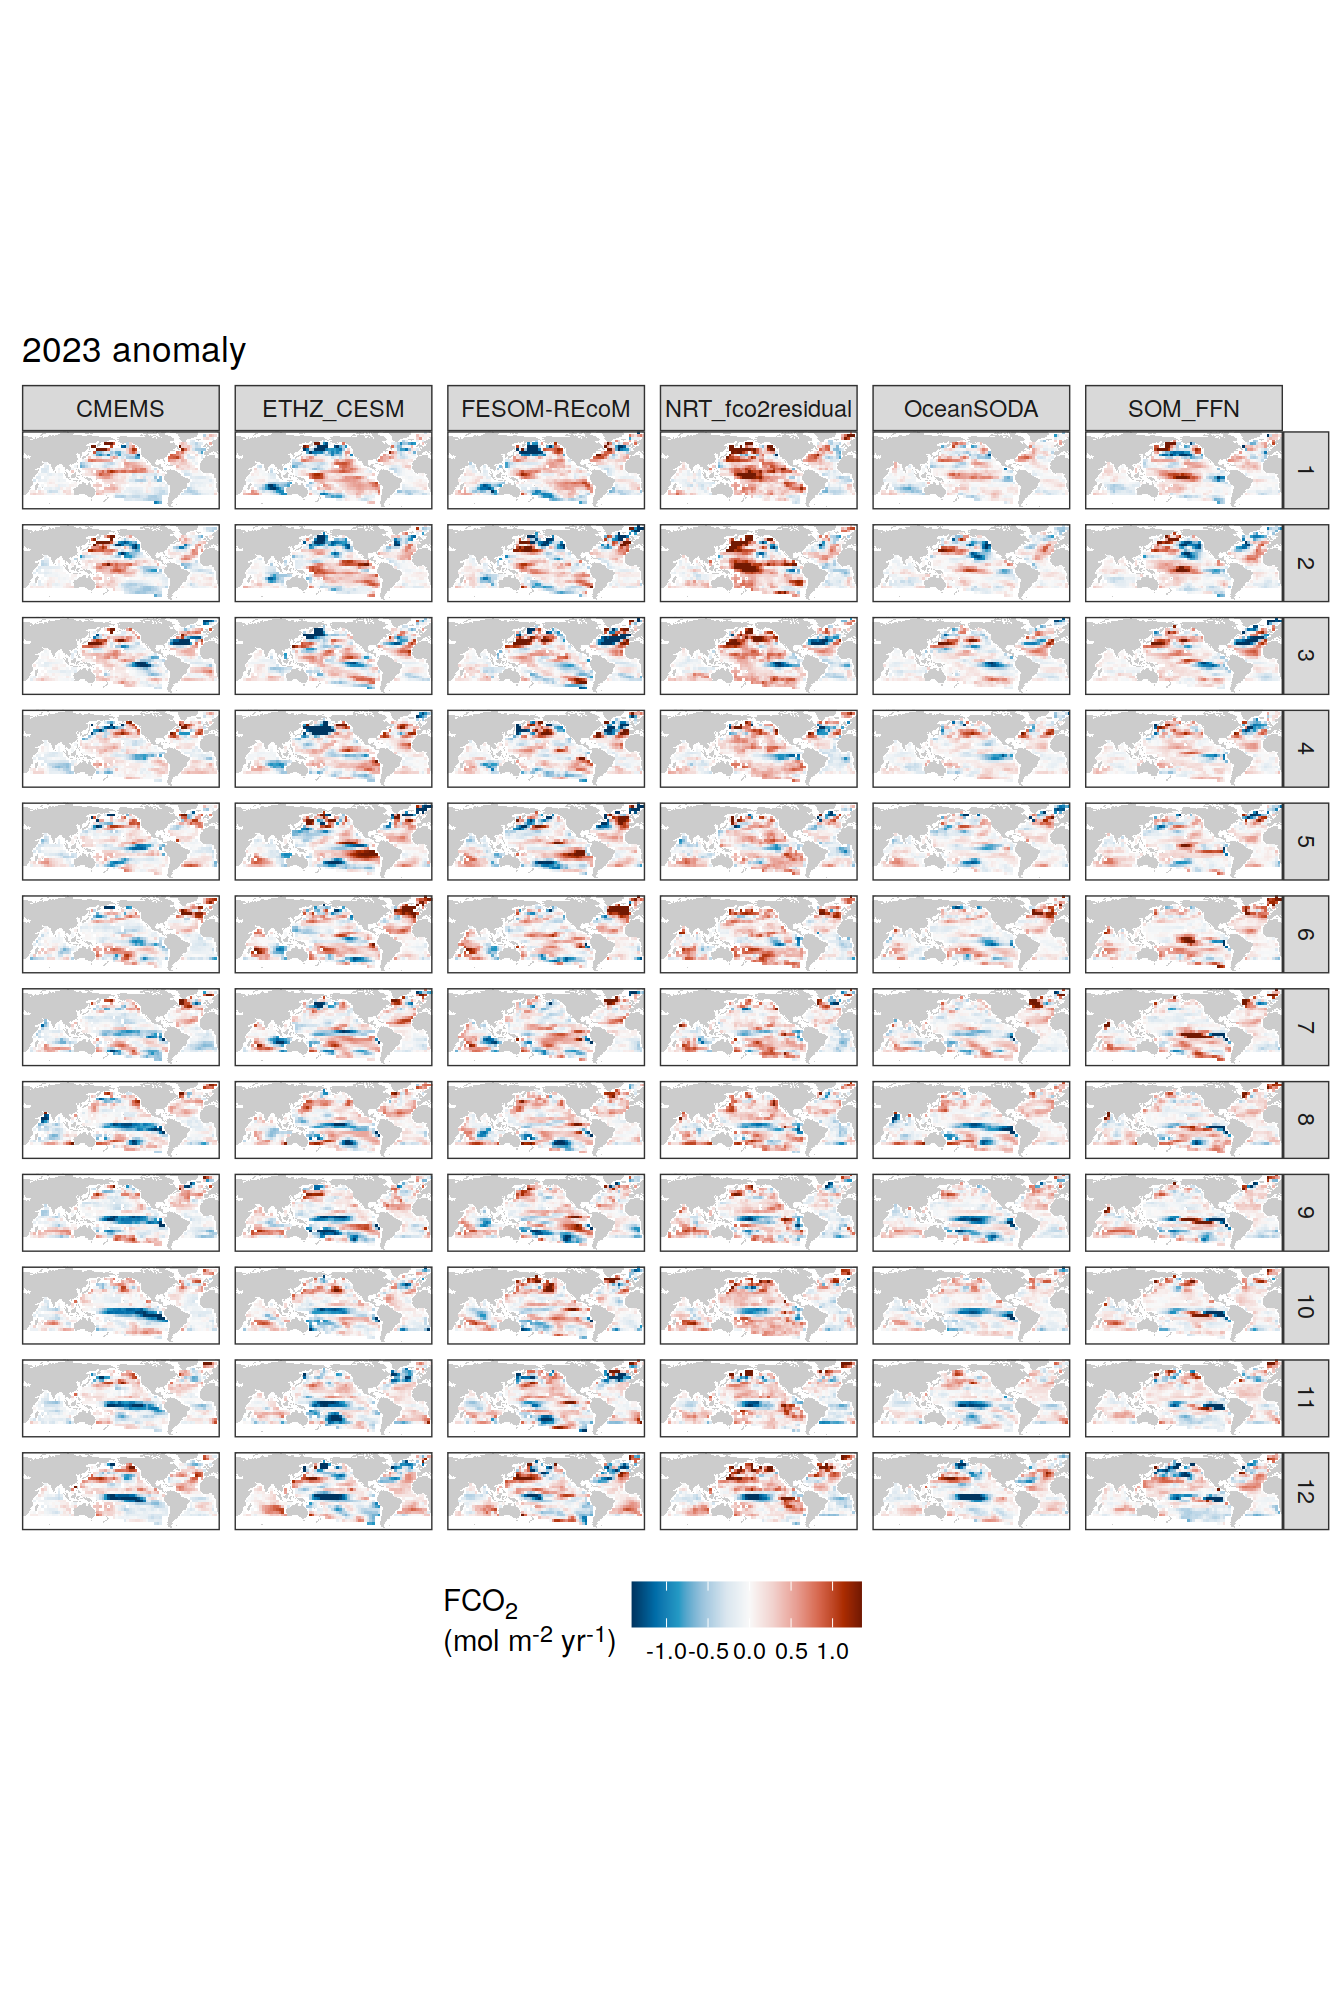 2023 anomaly
CMEMS ETHZ_CESM FESOM-REcoM NRT_fco2residual OceanSODA SOM_FFN
1
2
3
4
5
6
7
8
9
10
11
12
FCO2
(mol m-2 yr-1)
-1.0 -0.5 0.0 0.5 1.0